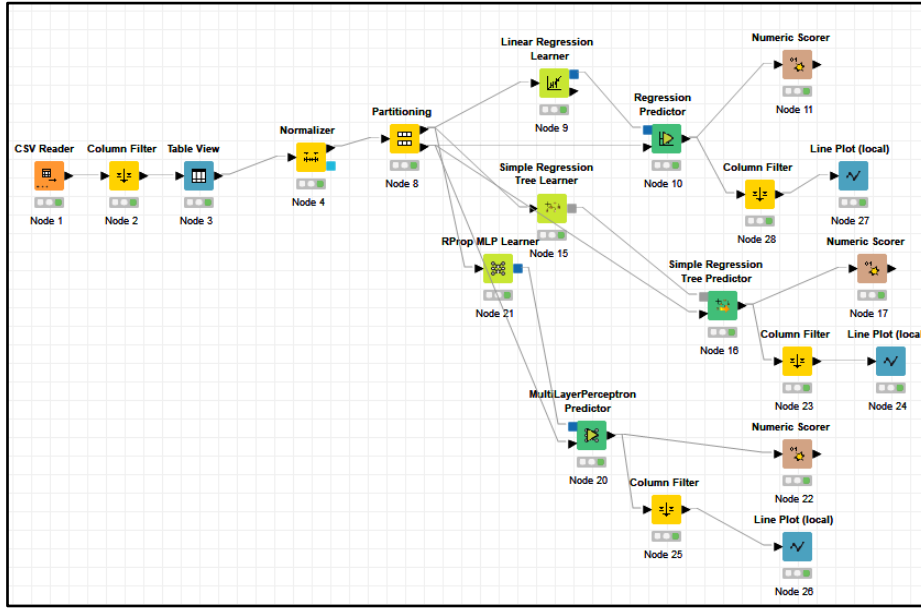 CSV Reader
Node 1
Column Filter
Node 2
Table View
Node 3
Normalizer
Node 4
Partitioning
Node 8
Linear Regression
Learner
Node 9
Regression
Predictor
Node 10
Numeric Scorer
Node 11
Column Filter
Node 28
Line Plot (local)
Node 27
Simple Regression
Tree Learner
Node 15
Simple Regression
Tree Predictor
Node 16
Numeric Scorer
Node 17
Column Filter
Node 23
Line Plot (local
Node 24
RProp MLP Learner
Node 21
MultiLayerPerceptron
Predictor
Node 20
Numeric Scorer
Node 22
Column Filter
Node 25
Line Plot (local)
Node 26